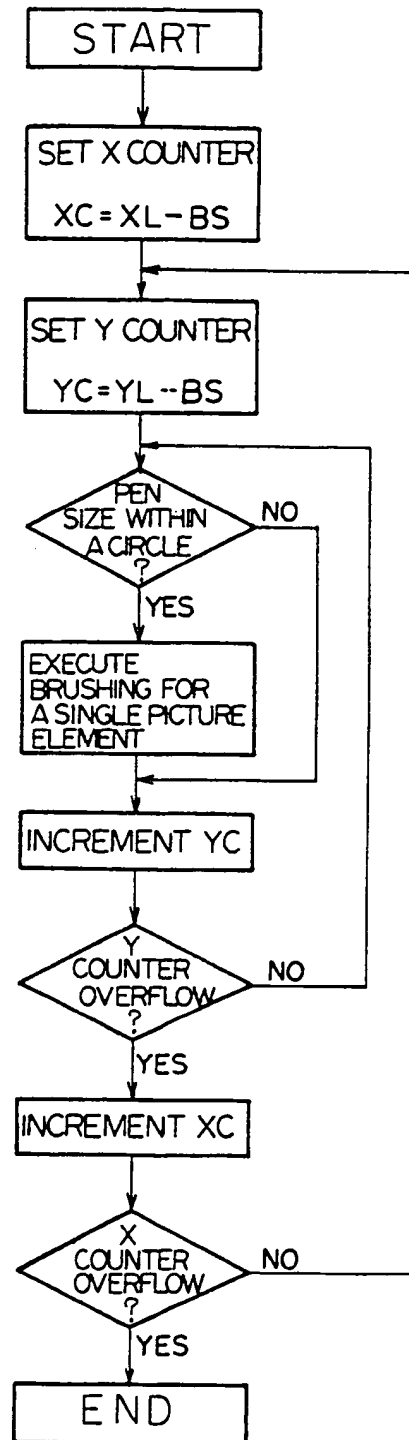 START
SET X COUNTER
XC=XL-BS
SET Y COUNTER
YC=YL--BS
PEN
SIZE WITHIN
A CIRCLE
?
NO
YES
EXECUTE
BRUSHING FOR
A SINGLE PICTURE
ELEMENT
INCREMENT YC
Y
COUNTER
OVERFLOW
?
NO
YES
INCREMENT XC
X
COUNTER
OVERFLOW
?
NO
YES
END